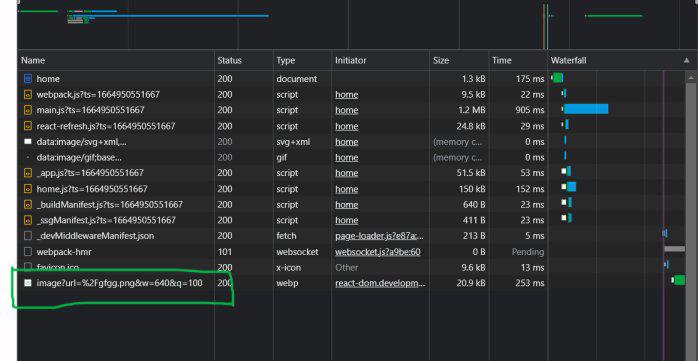 Name Status Type Initiator Size Time Waterfall
home 200 document 1.3 kB 175 ms
webpack.js?ts=1664950551667 200 script home 9.5 kB 22 ms
main.js?ts=1664950551667 200 script home 1.2 MB 905 ms
react-refresh.js?ts=1664950551667 200 script home 24.8 kB 29 ms
data:image/svg+xml,... 200 svg+xml (memory c... 0 ms
data:image/gif;base... 200 gif (memory c... 0 ms
_app.js?ts=1664950551667 200 script home 51.5 kB 53 ms
home.js?ts=1664950551667 200 script home 150 kB 152 ms
_buildManifest.js?ts=1664950551667 200 script home 640 B 23 ms
_ssgManifest.js?ts=1664950551667 200 script home 411 B 23 ms
_devMiddlewareManifest.json 200 fetch page-loader.js?e87a:... 213 B 5 ms
webpack-hmr 101 websocket websocket.js?a9be:60 0 B Pending
favicon.ico 200 x-icon Other 9.6 kB 13 ms
image?url=%2Fgfgg.png&w=640&q=100 200 webp react-dom.developm... 20.9 kB 253 ms